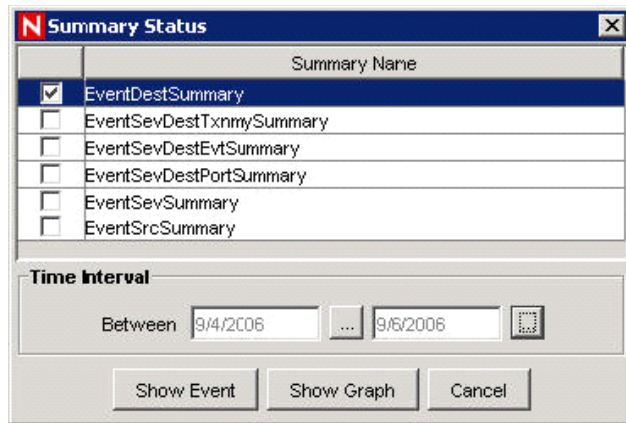 N Summary Status
Summary Name
EventDestSummary
EventSevDestTxnmySummary
EventSevDestEvtSummary
EventSevDestPortSummary
EventSevSummary
EventSrcSummary
Time Interval
Between 9/4/2006 ... 9/6/2006
Show Event Show Graph Cancel